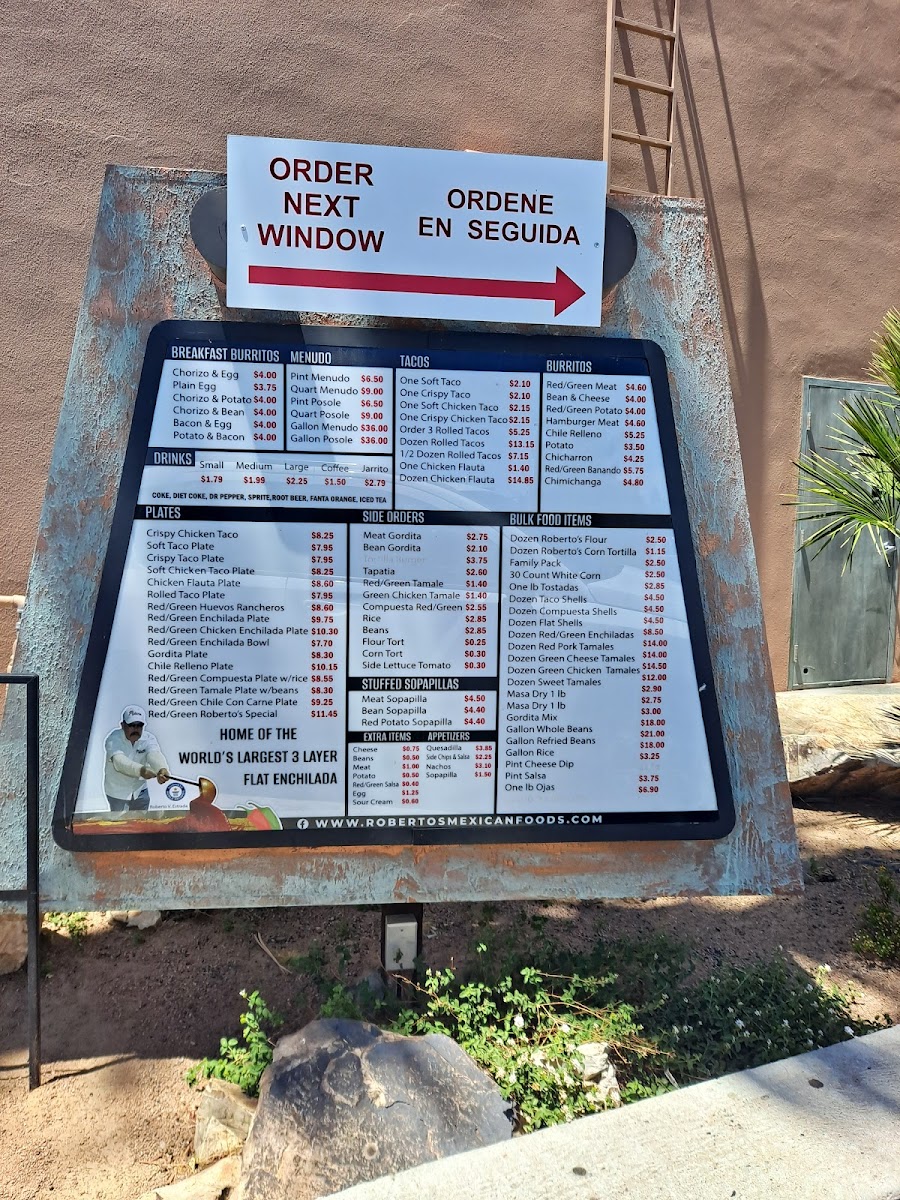 ORDER
NEXT
WINDOW
ORDENE
EN SEGUIDA
BREAKFAST BURRITOS
Chorizo & Egg $4.00
Plain Egg $3.75
Chorizo & Potato $4.00
Chorizo & Bean $4.00
Bacon & Egg $4.00
Potato & Bacon $4.00
MENUDO
Pint Menudo $6.50
Quart Menudo $9.00
Pint Posole $6.50
Quart Posole $9.00
Gallon Menudo $36.00
Gallon Posole $36.00
TACOS
One Soft Taco $2.10
One Crispy Taco $2.10
One Soft Chicken Taco $2.15
One Crispy Chicken Taco $2.15
Order 3 Rolled Tacos $5.25
Dozen Rolled Tacos $13.15
1/2 Dozen Rolled Tacos $7.15
One Chicken Flauta $1.40
Dozen Chicken Flauta $14.85
BURRITOS
Red/Green Meat $4.60
Bean & Cheese $4.00
Red/Green Potato $4.00
Hamburger Meat $4.60
Chile Relleno $5.25
Potato $3.50
Chicharron $4.25
Red/Green Banando $5.75
Chimichanga $4.80
DRINKS
Small Medium Large Coffee Jarrito
$1.79 $1.99 $2.25 $1.50 $2.79
COKE, DIET COKE, DR PEPPER, SPRITE, ROOT BEER, FANTA ORANGE, ICED TEA
PLATES
Crispy Chicken Taco $8.25
Soft Taco Plate $7.95
Crispy Taco Plate $7.95
Soft Chicken Taco Plate $8.25
Chicken Flauta Plate $8.60
Rolled Taco Plate $7.95
Red/Green Huevos Rancheros $8.60
Red/Green Enchilada Plate $9.75
Red/Green Chicken Enchilada Plate $10.30
Red/Green Enchilada Bowl $7.70
Gordita Plate $8.30
Chile Relleno Plate $10.15
Red/Green Compuesta Plate w/rice $8.55
Red/Green Tamale Plate w/beans $8.30
Red/Green Chile Con Carne Plate $9.25
Red/Green Roberto's Special $11.45
HOME OF THE
WORLD'S LARGEST 3 LAYER
FLAT ENCHILADA
Roberto V. Estrada
SIDE ORDERS
Meat Gordita $2.75
Bean Gordita $2.10
$3.75
Tapatia $2.60
Red/Green Tamale $1.40
Green Chicken Tamale $1.40
Compuesta Red/Green $2.55
Rice $2.85
Beans $2.85
Flour Tort $0.25
Corn Tort $0.30
Side Lettuce Tomato $0.30
STUFFED SOPAPILLAS
Meat Sopapilla $4.50
Bean Sopapilla $4.40
Red Potato Sopapilla $4.40
EXTRA ITEMS
Cheese $0.75
Beans $0.50
Meat $1.00
Potato $0.50
Red/Green Salsa $0.40
Egg $1.25
Sour Cream $0.60
APPETIZERS
Quesadilla $3.85
Side Chips & Salsa $2.25
Nachos $3.10
Sopapilla $1.50
BULK FOOD ITEMS
Dozen Roberto's Flour $2.50
Dozen Roberto's Corn Tortilla $1.15
Family Pack $2.50
30 Count White Corn $2.50
One lb Tostadas $2.85
Dozen Taco Shells $4.50
Dozen Compuesta Shells $4.50
Dozen Flat Shells $4.50
Dozen Red/Green Enchiladas $8.50
Dozen Red Pork Tamales $14.00
Dozen Green Cheese Tamales $14.00
Dozen Green Chicken Tamales $14.50
Dozen Sweet Tamales $12.00
Masa Dry 1 lb $2.90
Masa Dry 1 lb $2.75
Gordita Mix $3.00
Gallon Whole Beans $18.00
Gallon Refried Beans $21.00
Gallon Rice $18.00
Pint Cheese Dip $3.25
Pint Salsa $3.75
One lb Ojas $6.90
WWW.ROBERTOSMEXICANFOODS.COM